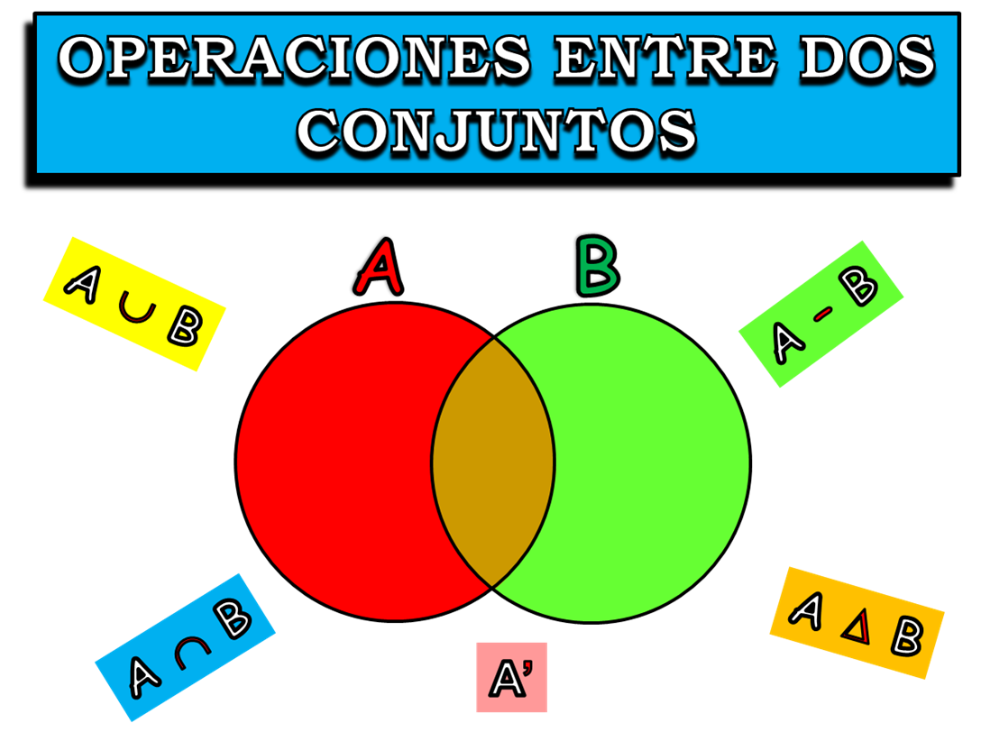 OPERACIONES ENTRE DOS
CONJUNTOS
A B
A ∪ B
A - B
A ∩ B
A Δ B
A’